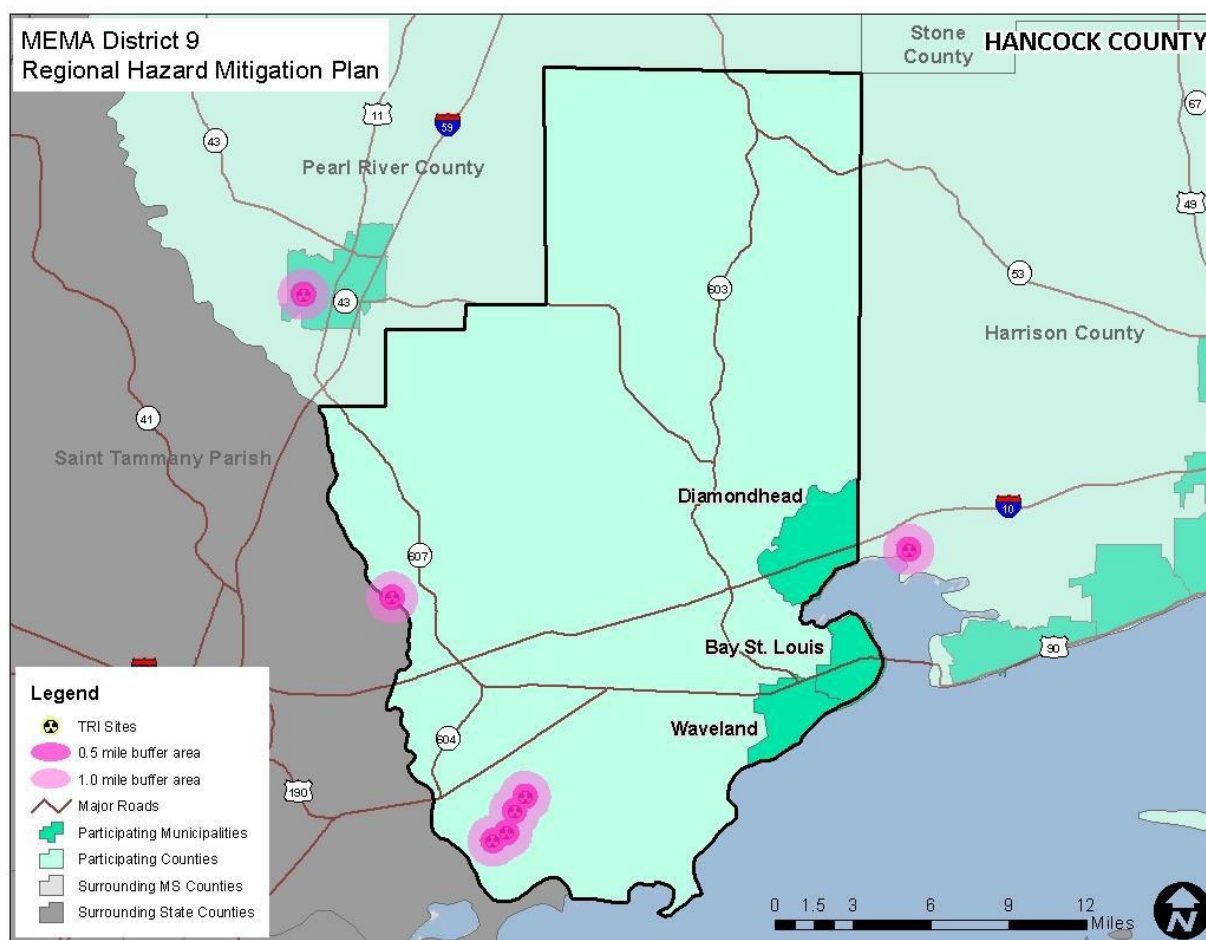 MEMA District 9
Regional Hazard Mitigation Plan
Stone
County
HANCOCK COUNTY
67
11
59
43
Pearl River County
49
53
603
43
Harrison County
41
Saint Tammany Parish
Diamondhead
10
607
Bay St. Louis
90
Waveland
604
190
Legend
TRI Sites
0.5 mile buffer area
1.0 mile buffer area
Major Roads
Participating Municipalities
Participating Counties
Surrounding MS Counties
Surrounding State Counties
0 1.5 3 6 9 12
Miles
N